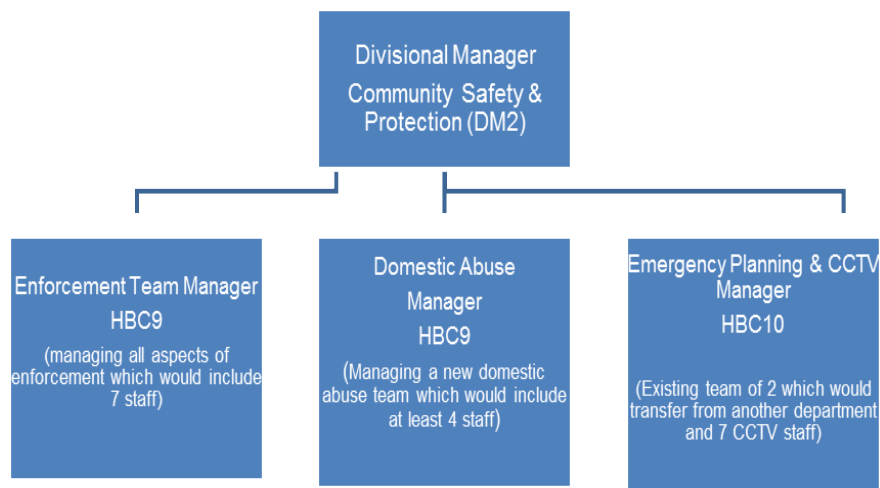 Divisional Manager
Community Safety &
Protection (DM2)
Enforcement Team Manager
HBC9
(managing all aspects of
enforcement which would include
7 staff)
Domestic Abuse
Manager
HBC9
(Managing a new domestic
abuse team which would include
at least 4 staff)
Emergency Planning & CCTV
Manager
HBC10
(Existing team of 2 which would
transfer from another department
and 7 CCTV staff)